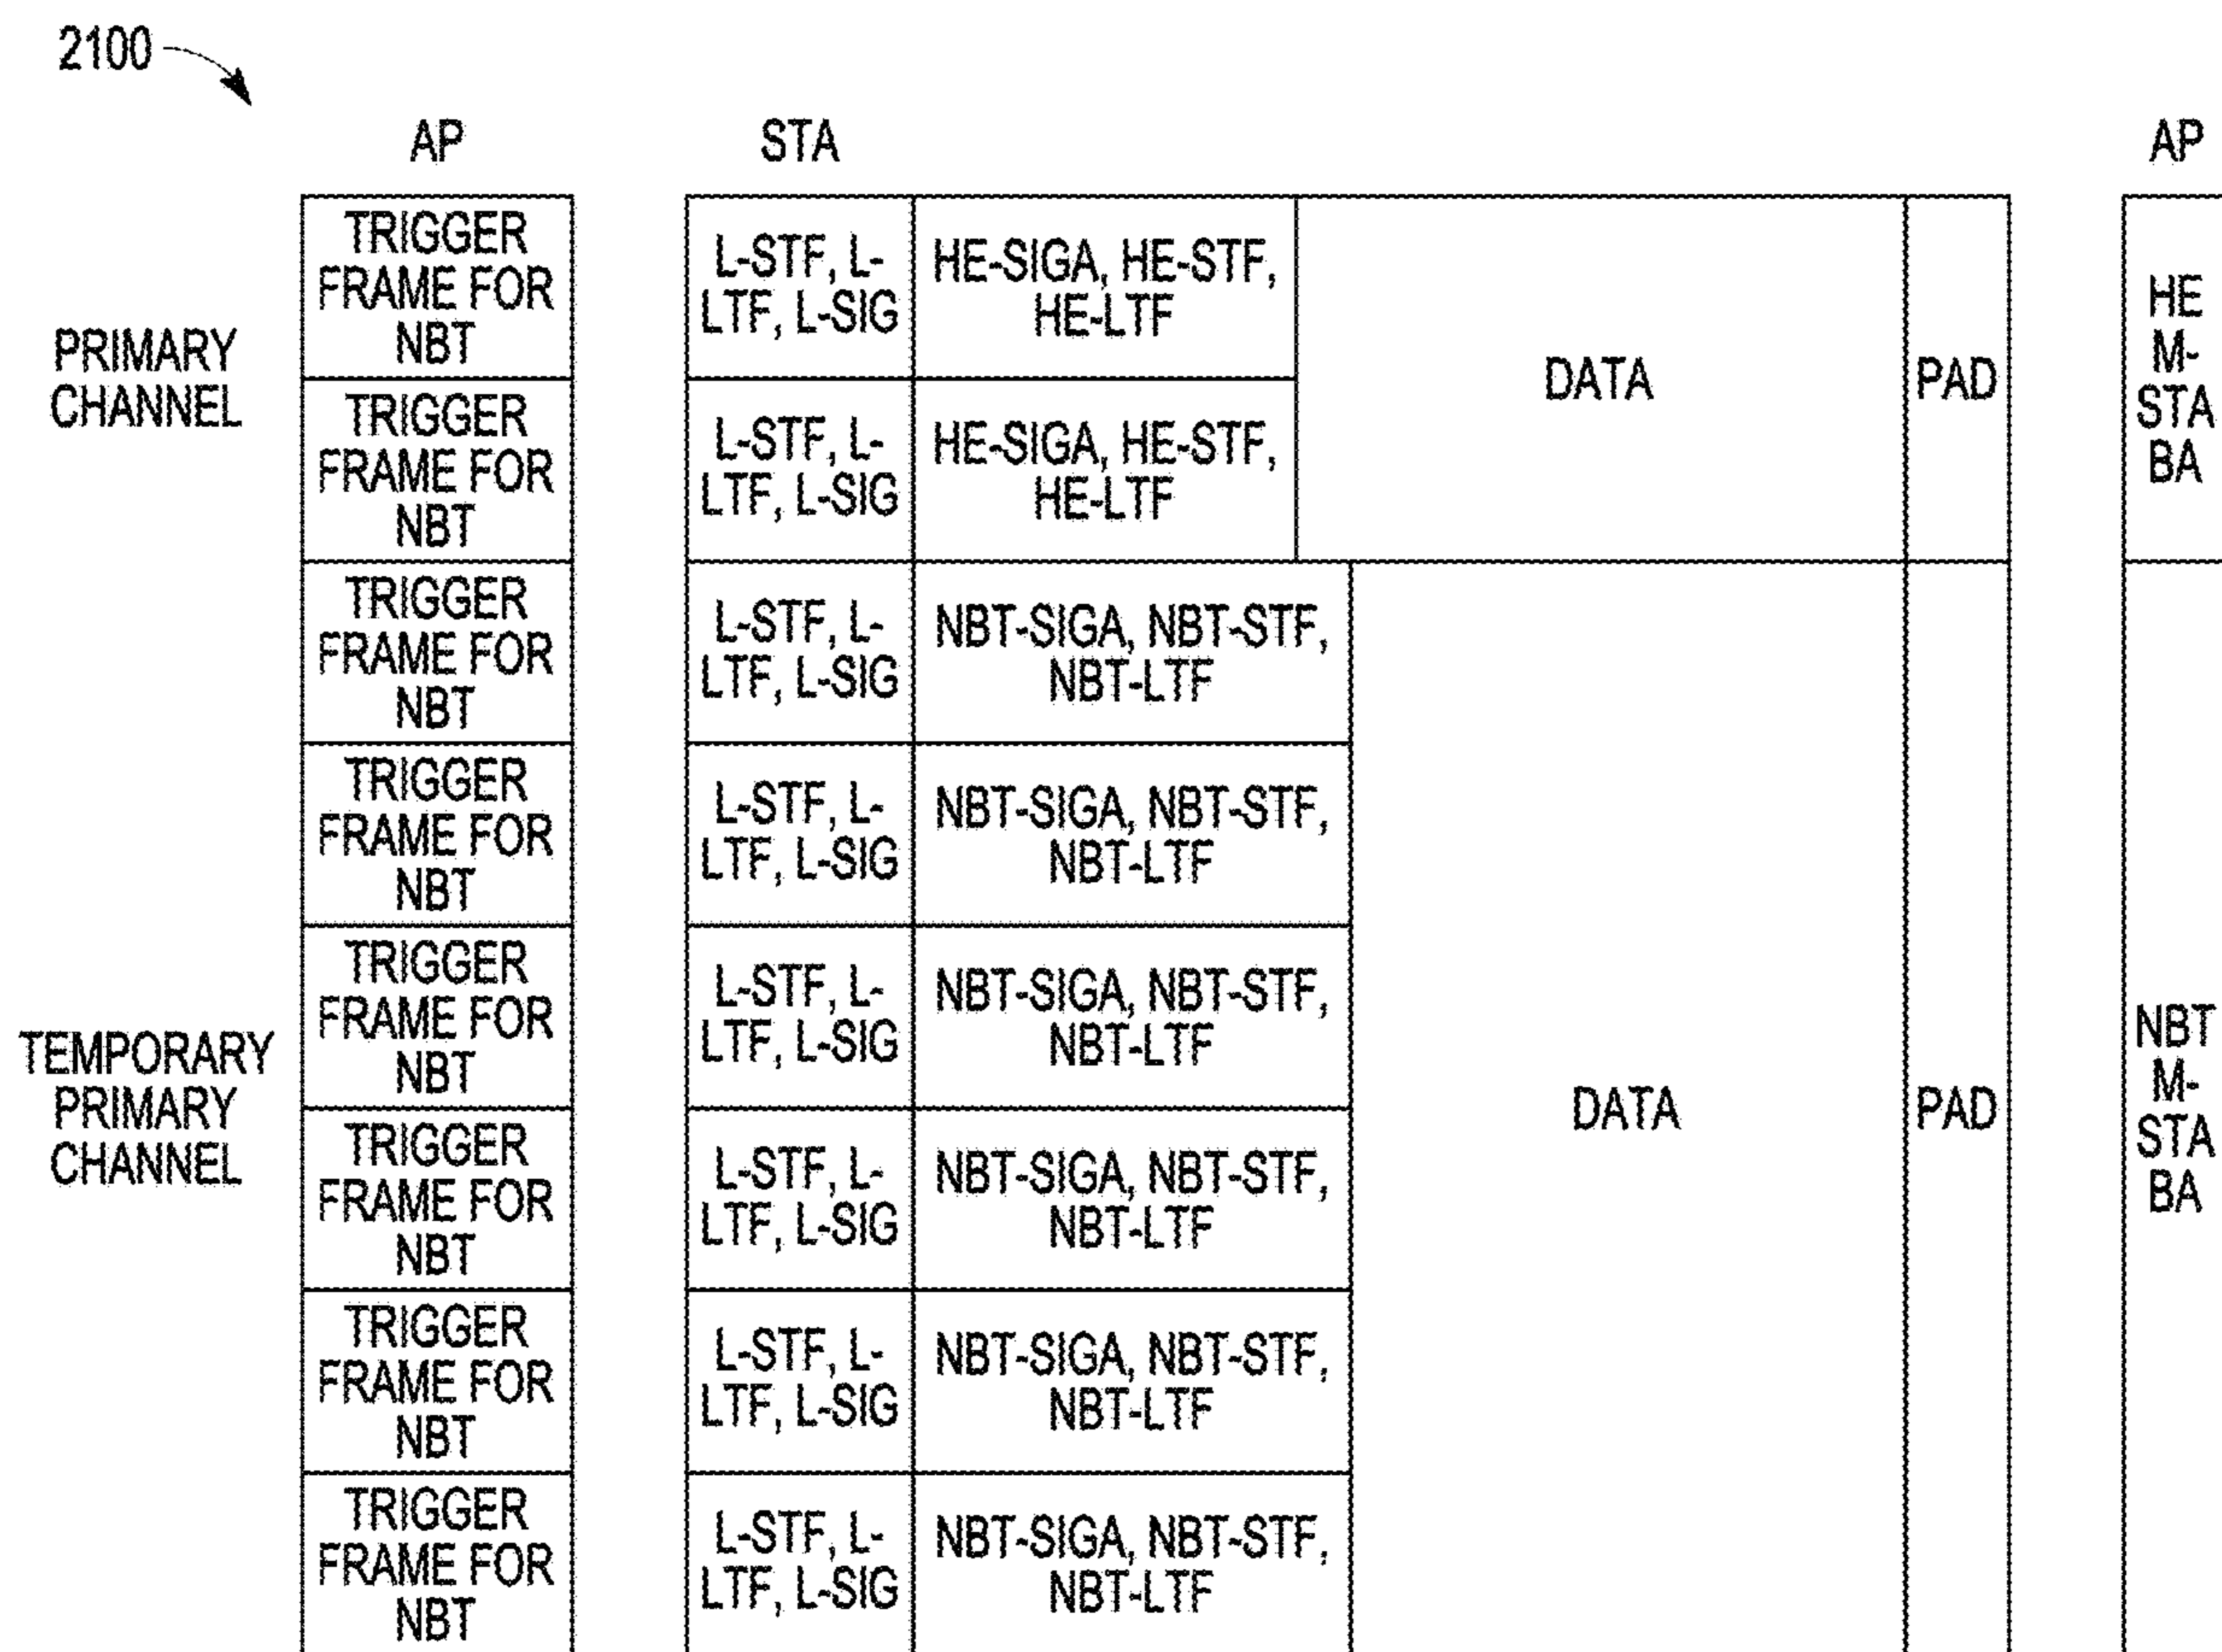 2100
AP
STA
AP
PRIMARY
CHANNEL
TRIGGER
FRAME FOR
NBT
L-STF, L-
LTF, L-SIG
HE-SIGA, HE-STF,
HE-LTF
DATA
PAD
HE
M-
STA
BA
TRIGGER
FRAME FOR
NBT
L-STF, L-
LTF, L-SIG
HE-SIGA, HE-STF,
HE-LTF
TEMPORARY
PRIMARY
CHANNEL
TRIGGER
FRAME FOR
NBT
L-STF, L-
LTF, L-SIG
NBT-SIGA, NBT-STF,
NBT-LTF
TRIGGER
FRAME FOR
NBT
L-STF, L-
LTF, L-SIG
NBT-SIGA, NBT-STF,
NBT-LTF
TRIGGER
FRAME FOR
NBT
L-STF, L-
LTF, L-SIG
NBT-SIGA, NBT-STF,
NBT-LTF
TRIGGER
FRAME FOR
NBT
L-STF, L-
LTF, L-SIG
NBT-SIGA, NBT-STF,
NBT-LTF
TRIGGER
FRAME FOR
NBT
L-STF, L-
LTF, L-SIG
NBT-SIGA, NBT-STF,
NBT-LTF
TRIGGER
FRAME FOR
NBT
L-STF, L-
LTF, L-SIG
NBT-SIGA, NBT-STF,
NBT-LTF
DATA
PAD
NBT
M-
STA
BA